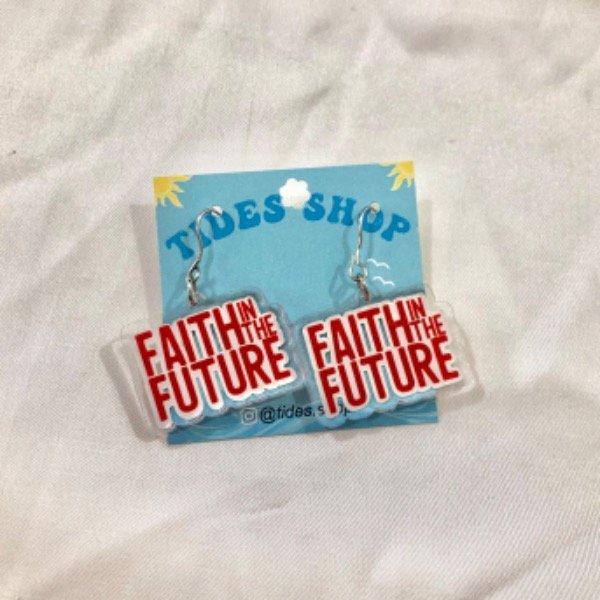 TIDES SHOP
FAITH IN THE
FUTURE
FAITH IN THE
FUTURE
@tides.shop